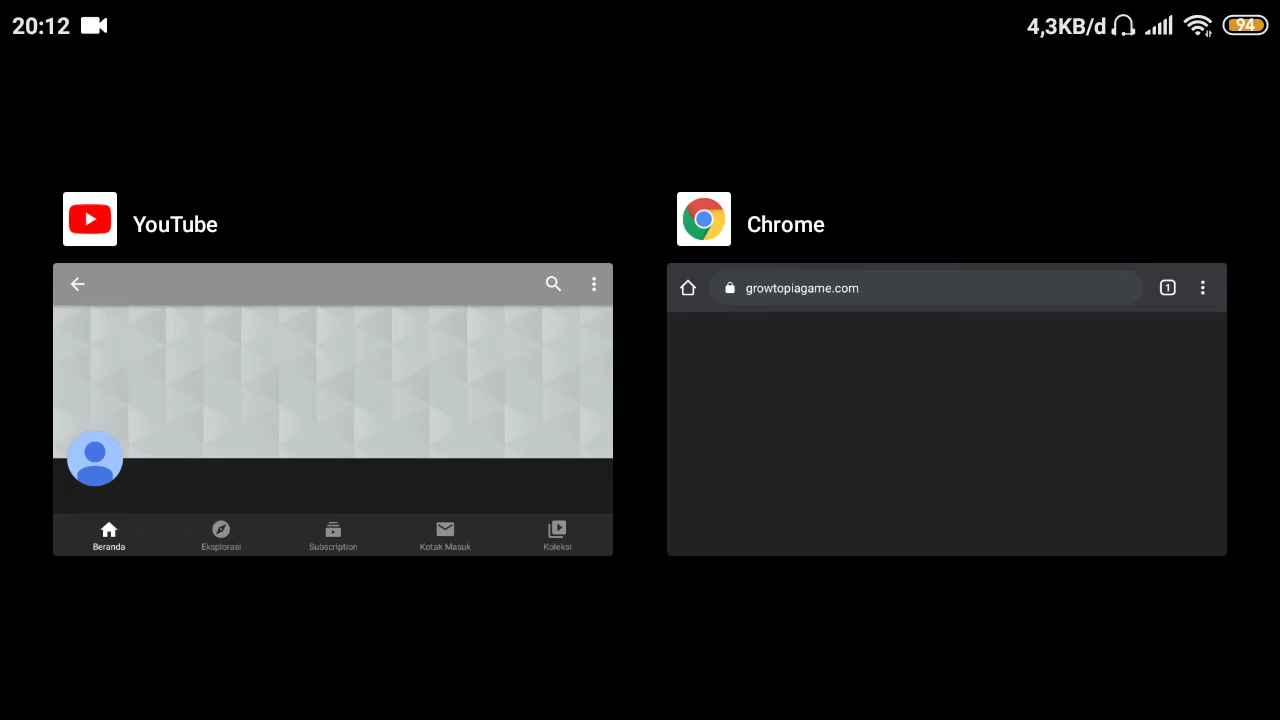 20:12
4,3KB/d
94
YouTube
Chrome
growtopiagame.com
1
Beranda
Eksplorasi
Subscription
Kotak Masuk
Koleksi